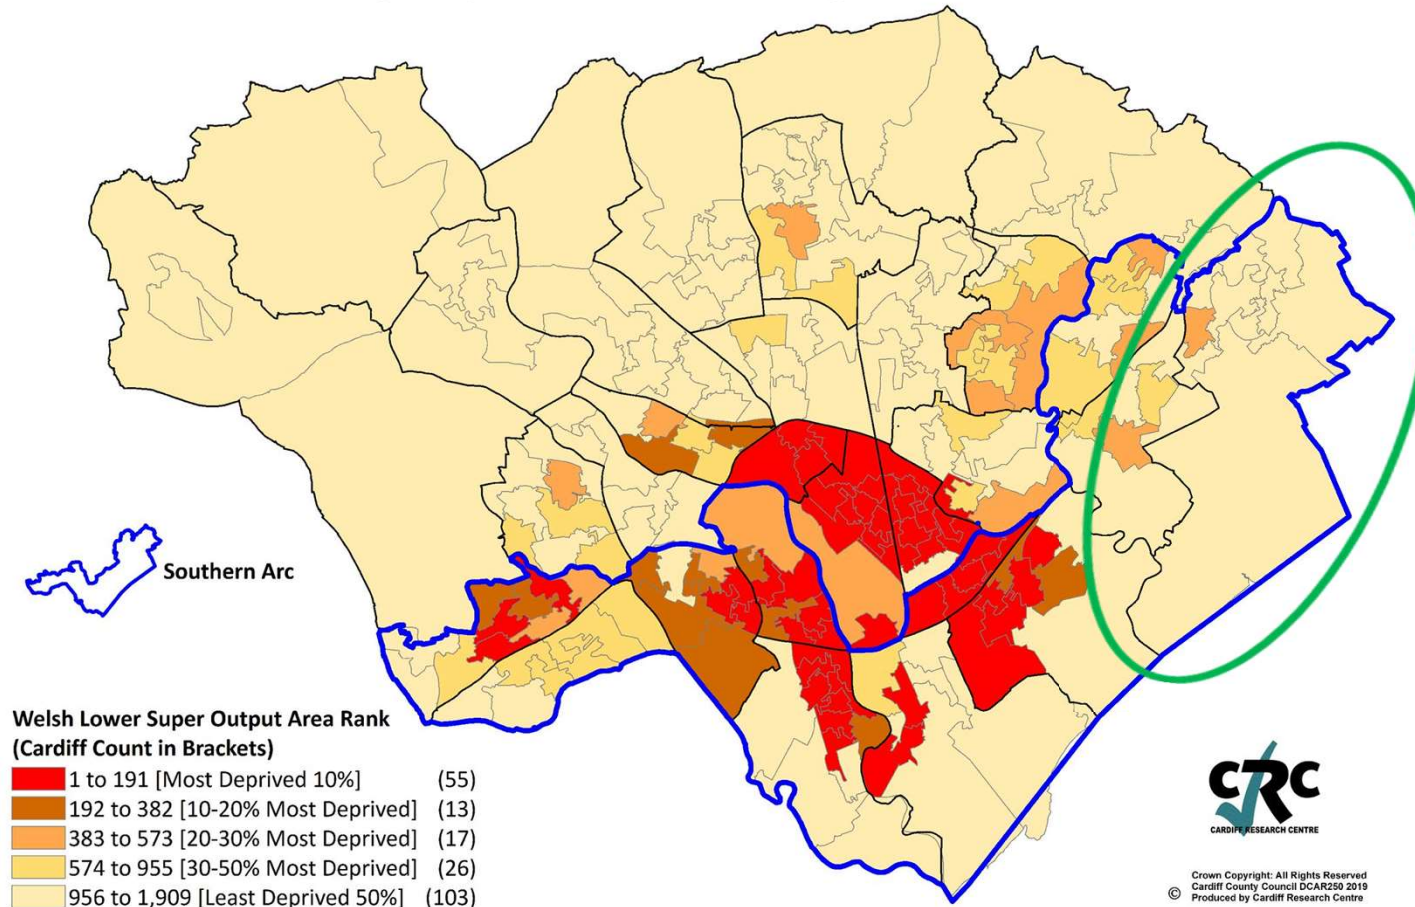 Southern Arc
Welsh Lower Super Output Area Rank
(Cardiff Count in Brackets)
1 to 191 [Most Deprived 10%] (55)
192 to 382 [10-20% Most Deprived] (13)
383 to 573 [20-30% Most Deprived] (17)
574 to 955 [30-50% Most Deprived] (26)
956 to 1,909 [Least Deprived 50%] (103)
CRC
CARDIFF RESEARCH CENTRE
Crown Copyright: All Rights Reserved
Cardiff County Council DCAR250 2019
© Produced by Cardiff Research Centre